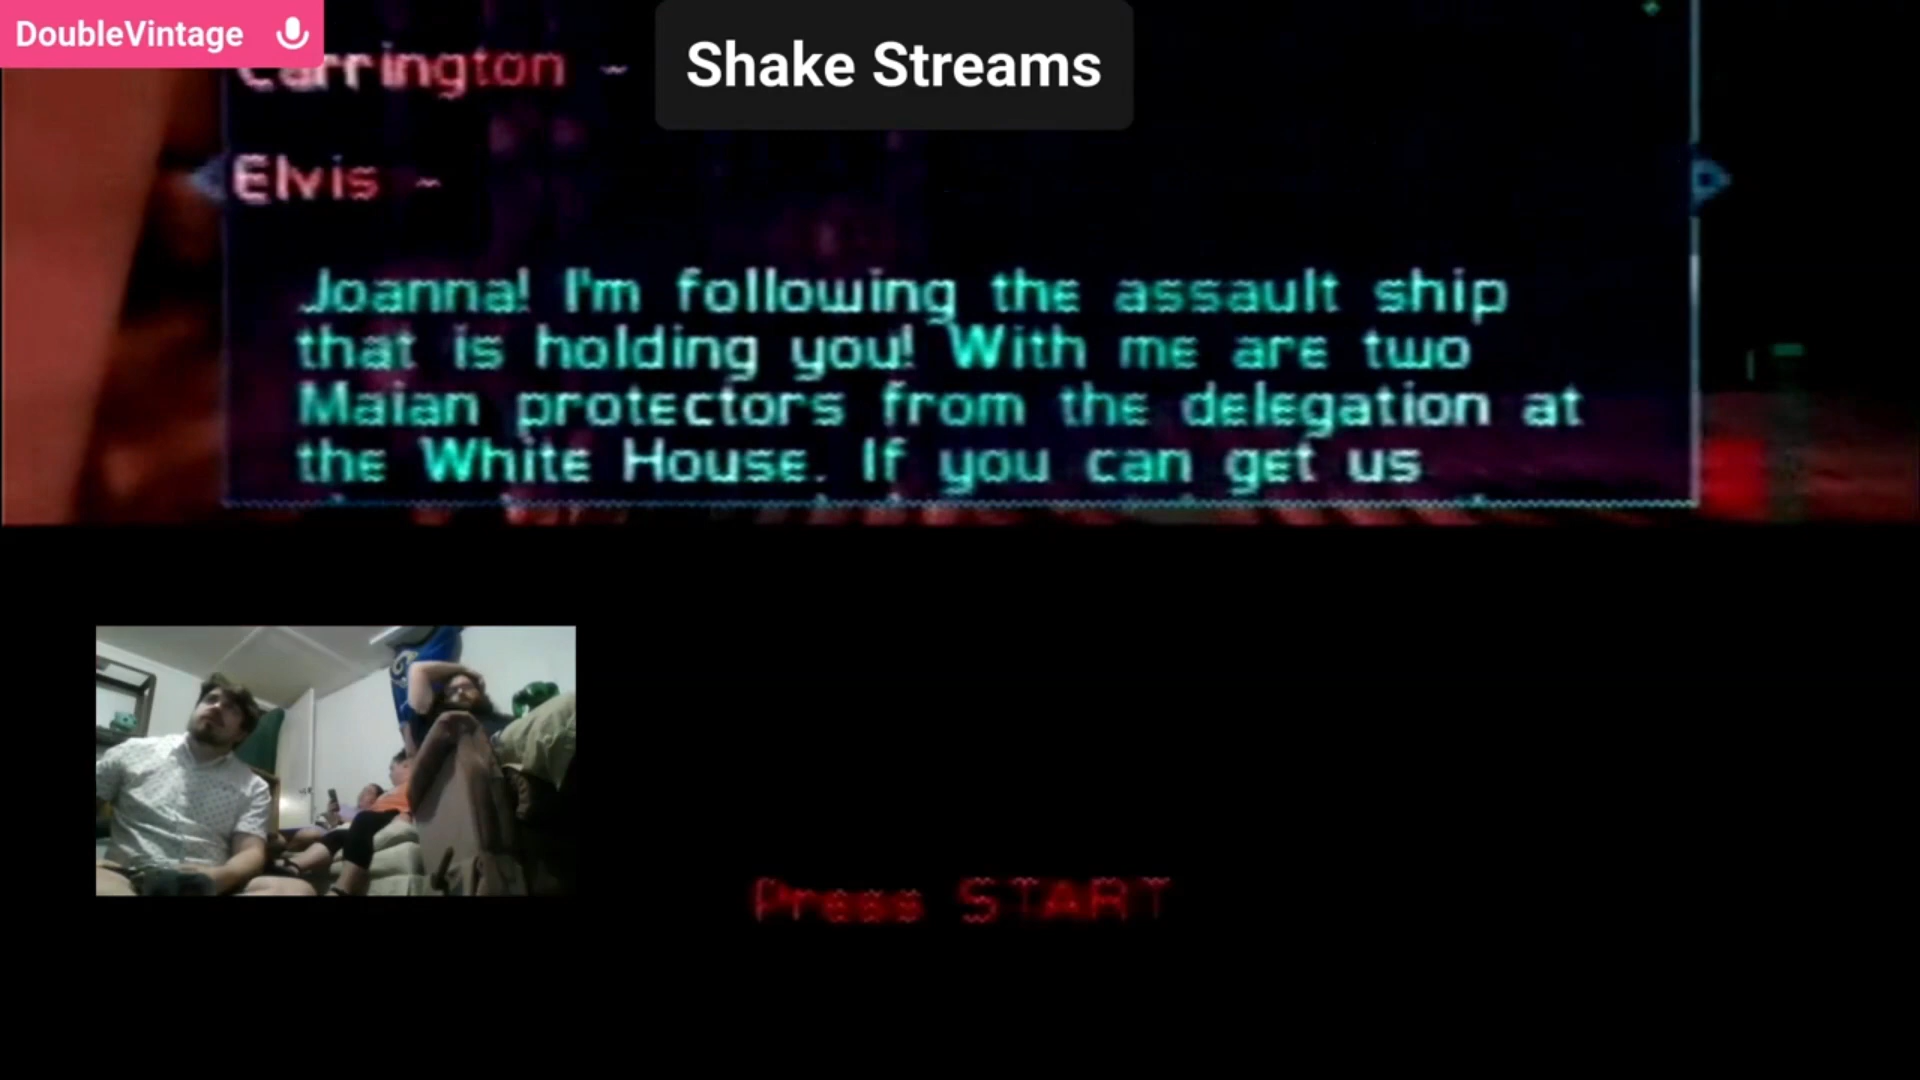 DoubleVintage
Shake Streams
Carrington ~
Elvis ~
Joanna! I'm following the assault ship
that is holding you! With me are two
Maian protectors from the delegation at
the White House. If you can get us
Press START